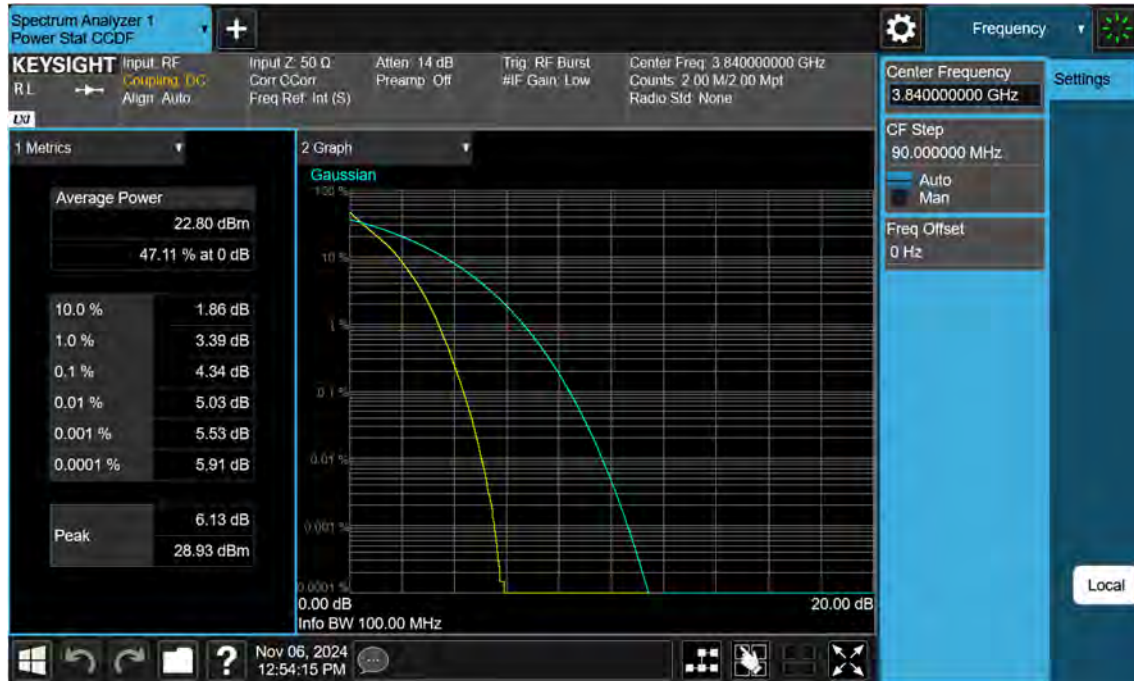 Spectrum Analyzer 1
Power Stat CCDF
+
Frequency
KEYSIGHT
Input: RF
Input Z: 50 Ω
Atten: 14 dB
Trig: RF Burst
Center Freq: 3.840000000 GHz
R L
Coupling: DC
Corr CCorr
Preamp: Off
#IF Gain: Low
Counts: 2.00 M/2.00 Mpt
Align: Auto
Freq Ref: Int (S)
Radio Std: None
LXI
Center Frequency
3.840000000 GHz
Settings
CF Step
90.000000 MHz
Auto
Man
Freq Offset
0 Hz
1 Metrics
Average Power
22.80 dBm
47.11 % at 0 dB
10.0 % 1.86 dB
1.0 % 3.39 dB
0.1 % 4.34 dB
0.01 % 5.03 dB
0.001 % 5.53 dB
0.0001 % 5.91 dB
Peak
6.13 dB
28.93 dBm
2 Graph
Gaussian
100 %
10 %
1 %
0.1 %
0.01 %
0.001 %
0.0001 %
0.00 dB
20.00 dB
Info BW 100.00 MHz
Local
?
Nov 06, 2024
12:54:15 PM